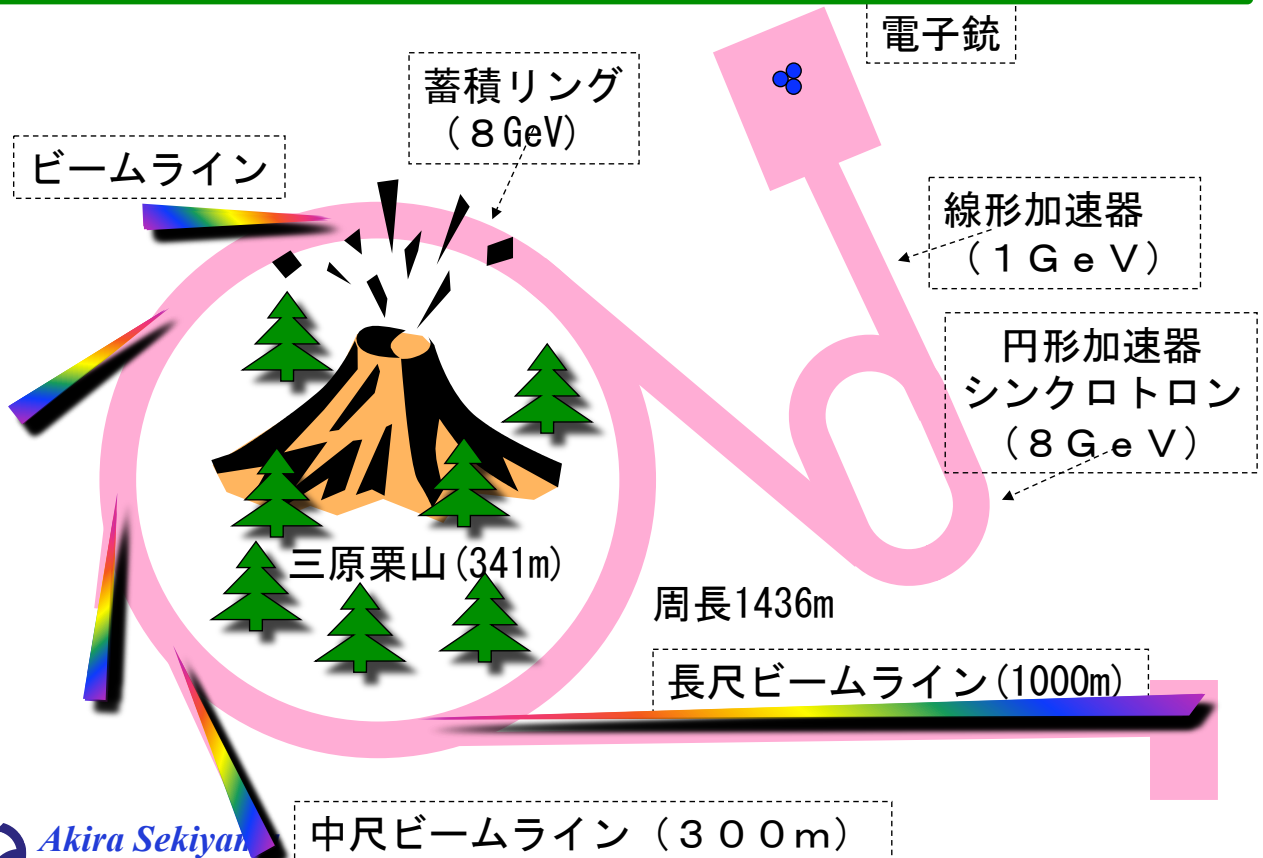 電子銃
蓄積リング
(８GeV)
ビームライン
線形加速器
(１ＧｅＶ)
円形加速器
シンクロトロン
(８ＧｅＶ)
三原栗山(341m)
周長1436m
長尺ビームライン(1000m)
中尺ビームライン（３００ｍ）
Akira